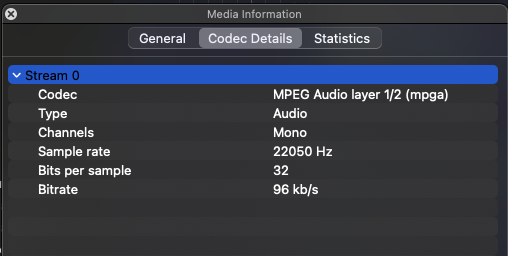 Media Information
General Codec Details Statistics
Stream 0
Codec MPEG Audio layer 1/2 (mpga)
Type Audio
Channels Mono
Sample rate 22050 Hz
Bits per sample 32
Bitrate 96 kb/s